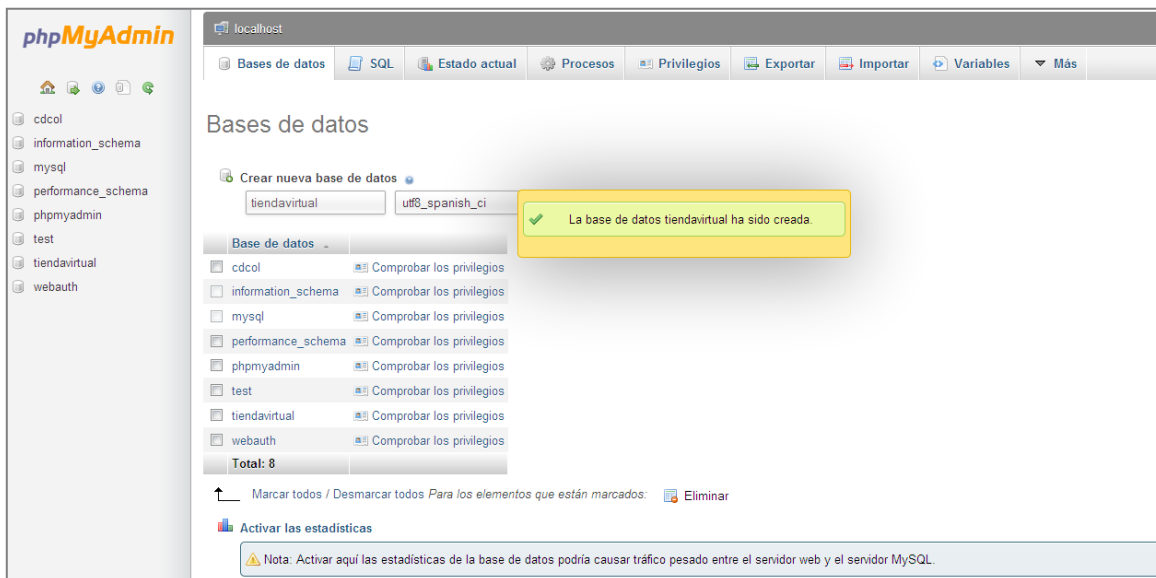 phpMyAdmin
cdcol
information_schema
mysql
performance_schema
phpmyadmin
test
tiendavirtual
webauth
localhost
Bases de datos SQL Estado actual Procesos Privilegios Exportar Importar Variables Más
Bases de datos
Crear nueva base de datos
tiendavirtual utf8_spanish_ci
La base de datos tiendavirtual ha sido creada.
Base de datos
cdcol Comprobar los privilegios
information_schema Comprobar los privilegios
mysql Comprobar los privilegios
performance_schema Comprobar los privilegios
phpmyadmin Comprobar los privilegios
test Comprobar los privilegios
tiendavirtual Comprobar los privilegios
webauth Comprobar los privilegios
Total: 8
Marcar todos / Desmarcar todos Para los elementos que están marcados: Eliminar
Activar las estadísticas
Nota: Activar aquí las estadísticas de la base de datos podría causar tráfico pesado entre el servidor web y el servidor MySQL.